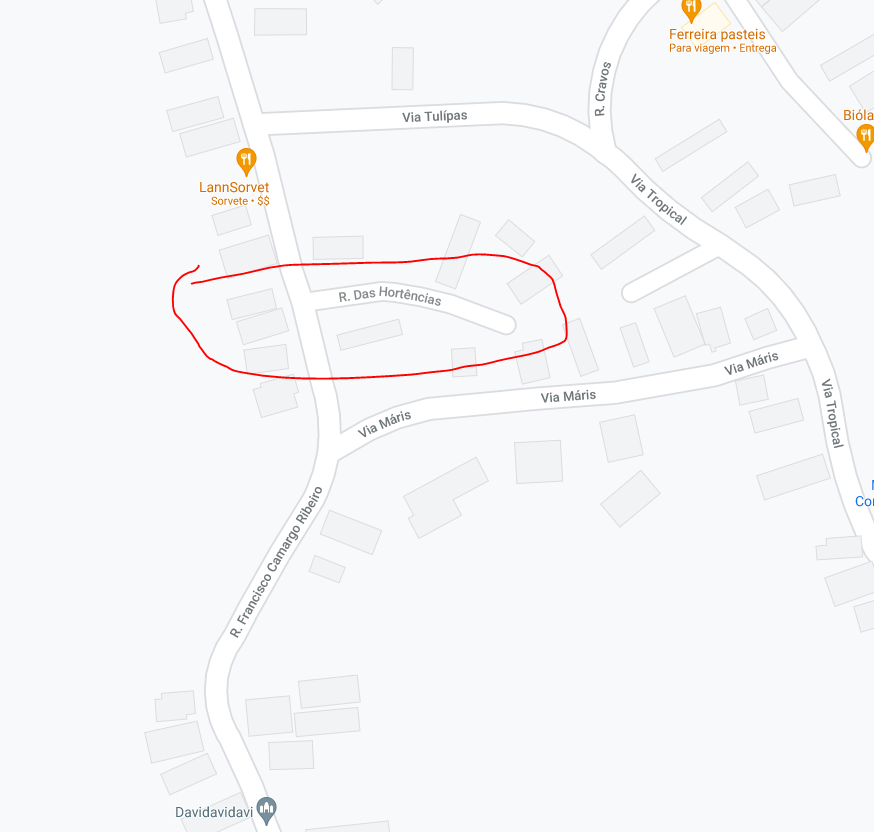 Ferreira pasteis
Para viagem • Entrega
R. Cravos
Via Tulípas
LannSorvet
Sorvete • $$
Via Tropical
R. Das Hortências
Via Máris
Via Máris
Via Máris
Via Tropical
R. Francisco Camargo Ribeiro
Davidavidavi